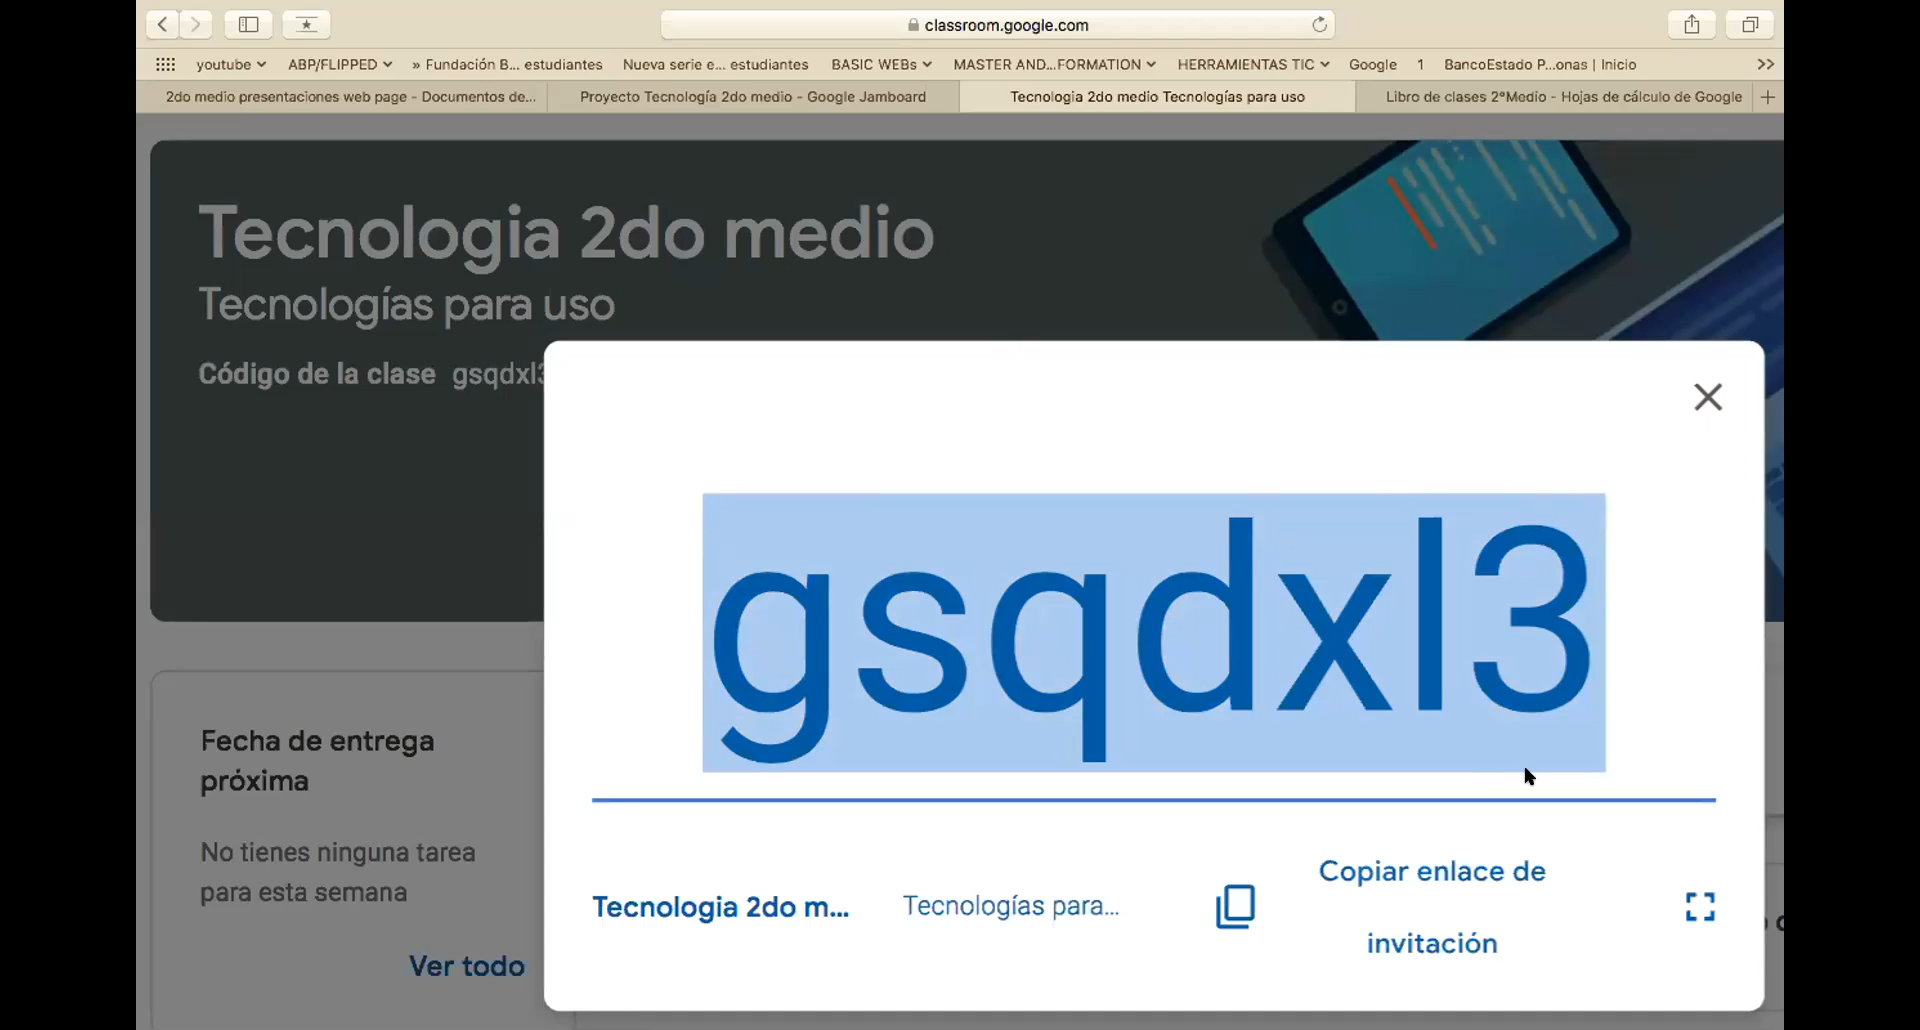 classroom.google.com
youtube ABP/FLIPPED » Fundación B... estudiantes Nueva serie e... estudiantes BASIC WEBs MASTER AND...FORMATION HERRAMIENTAS TIC Google 1 BancoEstado P...onas | Inicio >>
2do medio presentaciones web page - Documentos de... Proyecto Tecnología 2do medio - Google Jamboard Tecnologia 2do medio Tecnologías para uso Libro de clases 2°Medio - Hojas de cálculo de Google
Tecnologia 2do medio
Tecnologías para uso
Código de la clase gsqdxl3
gsqdxl3
Fecha de entrega
próxima
No tienes ninguna tarea
para esta semana
Ver todo
Tecnologia 2do m... Tecnologías para... Copiar enlace de
invitación